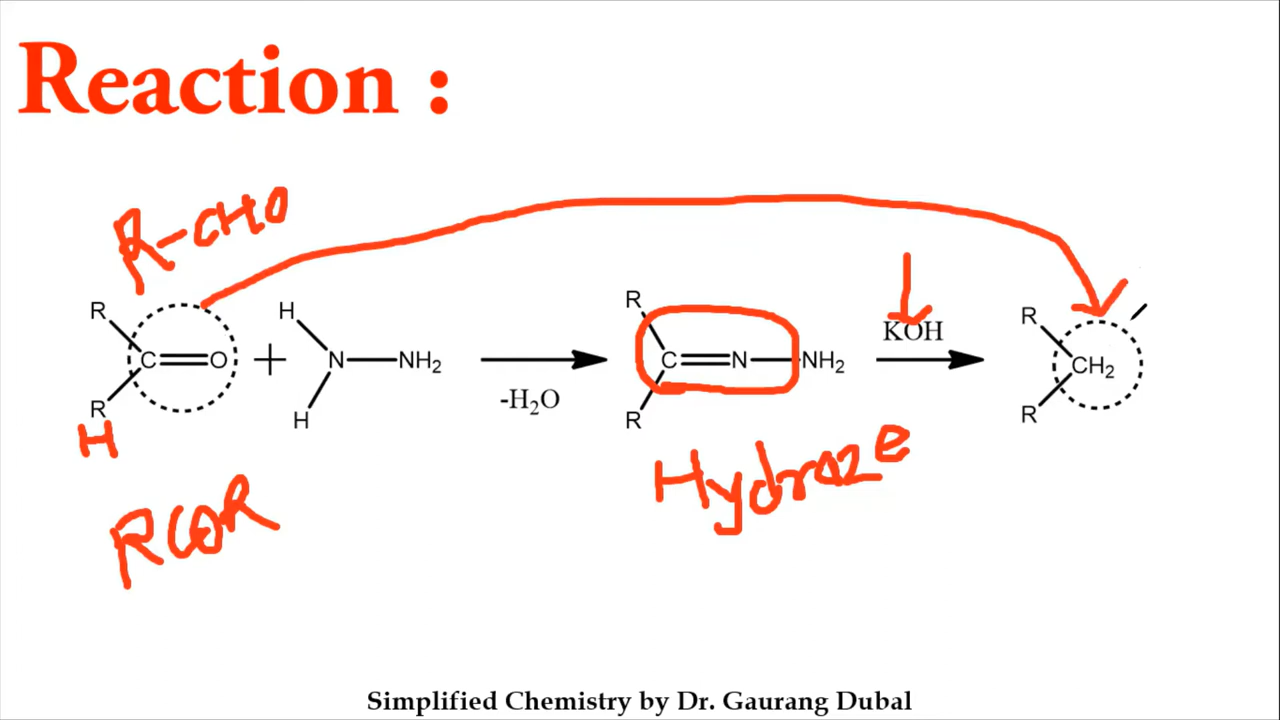 Reaction :
R-CHO
R
C=O
R
H
+
H
N-NH₂
H
-H₂O
R
C=N-NH₂
R
KOH
R
CH₂
R
RCOR
Hydraze
Simplified Chemistry by Dr. Gaurang Dubal